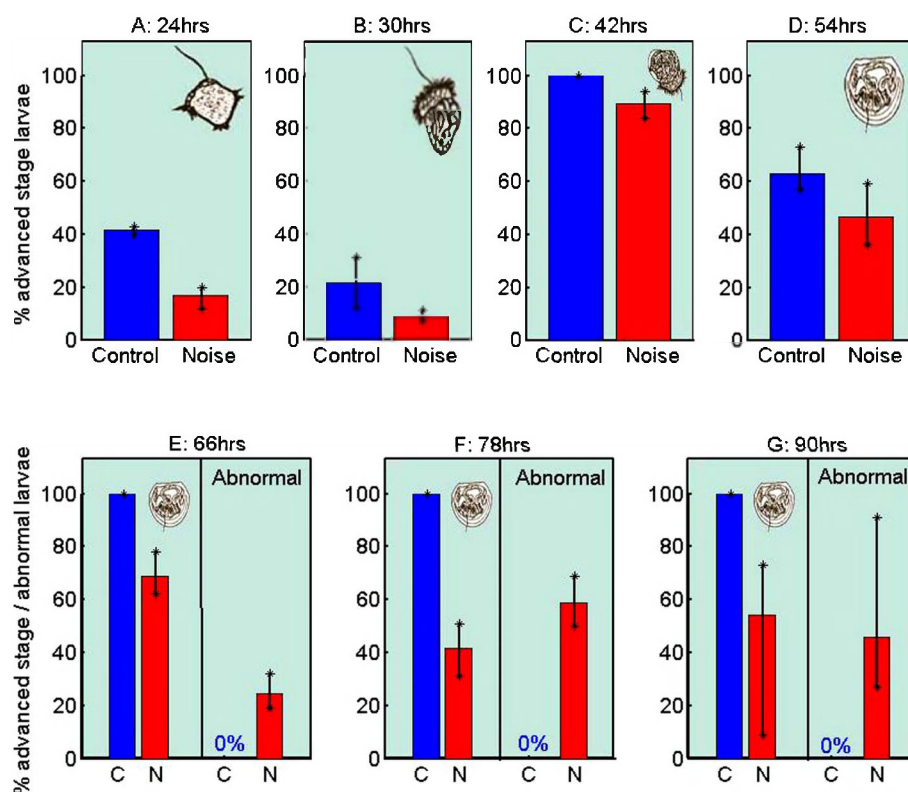 A: 24hrs
B: 30hrs
C: 42hrs
D: 54hrs
% advanced stage larvae
100
80
60
40
20
0
Control Noise
100
80
60
40
20
0
Control Noise
100
80
60
40
20
0
Control Noise
100
80
60
40
20
0
Control Noise
E: 66hrs
F: 78hrs
G: 90hrs
% advanced stage / abnormal larvae
100
80
60
40
20
0
Abnormal
0%
C N C N
100
80
60
40
20
0
Abnormal
0%
C N C N
100
80
60
40
20
0
Abnormal
0%
C N C N